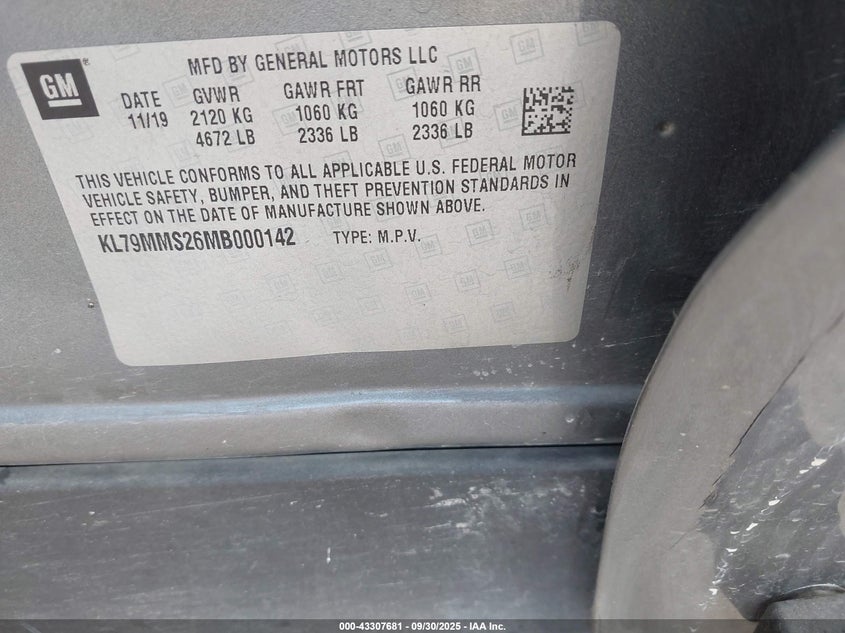 GM ®
MFD BY GENERAL MOTORS LLC
DATE GVWR GAWR FRT GAWR RR
11/19 2120 KG 1060 KG 1060 KG
4672 LB 2336 LB 2336 LB
THIS VEHICLE CONFORMS TO ALL APPLICABLE U.S. FEDERAL MOTOR
VEHICLE SAFETY, BUMPER, AND THEFT PREVENTION STANDARDS IN
EFFECT ON THE DATE OF MANUFACTURE SHOWN ABOVE.
KL79MMS26MB000142 TYPE: M.P.V.
000-43307681 - 09/30/2025 - IAA Inc.